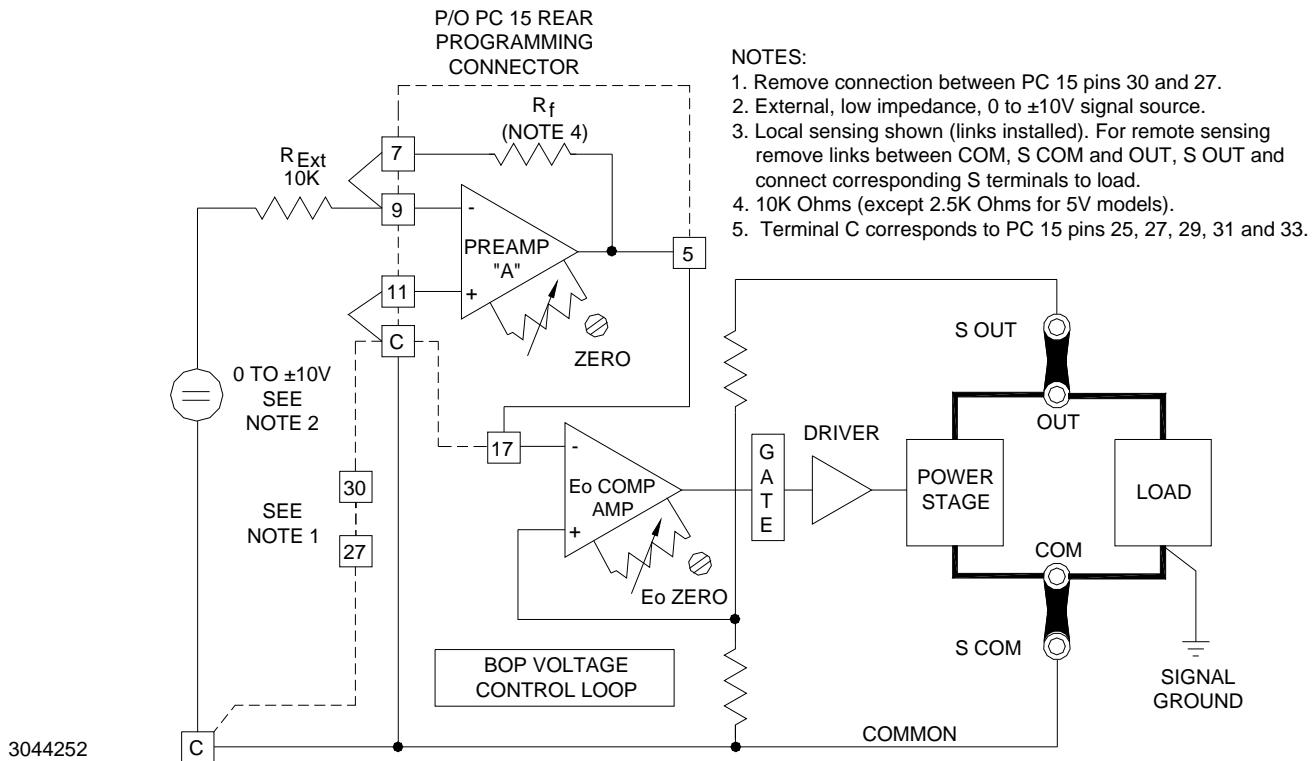 P/O PC 15 REAR
PROGRAMMING
CONNECTOR
NOTES:
1. Remove connection between PC 15 pins 30 and 27.
2. External, low impedance, 0 to ±10V signal source.
3. Local sensing shown (links installed). For remote sensing
remove links between COM, S COM and OUT, S OUT and
connect corresponding S terminals to load.
4. 10K Ohms (except 2.5K Ohms for 5V models).
5. Terminal C corresponds to PC 15 pins 25, 27, 29, 31 and 33.
Rf
(NOTE 4)
7
RExt
10K
9
-
PREAMP
"A"
5
11
+
C
ZERO
S OUT
0 TO ±10V
SEE
NOTE 2
OUT
17
-
Eo COMP
AMP
+
Eo ZERO
G
A
T
E
DRIVER
POWER
STAGE
LOAD
30
SEE
NOTE 1
27
COM
S COM
SIGNAL
GROUND
BOP VOLTAGE
CONTROL LOOP
COMMON
C
3044252